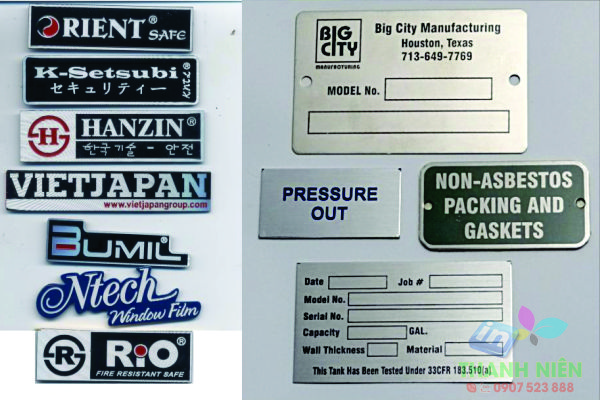 ORIENT SAFE
K-Setsubi®
セキュリティー
HANZIN®
한국기술 - 안전
VIETJAPAN
www.vietjapangroup.com
BUMIL
Ntech
Window Film
RiO®
FIRE RESISTANT SAFE
BIG CITY
MANUFACTURING
Big City Manufacturing
Houston, Texas
713-649-7769
MODEL No.
PRESSURE
OUT
NON-ASBESTOS
PACKING AND
GASKETS
Date Job #
Model No.
Serial No.
Capacity GAL.
Wall Thickness Material
This Tank Has Been Tested Under 33CFR 183.510(a).
in
THANH NIÊN
0907 523 888